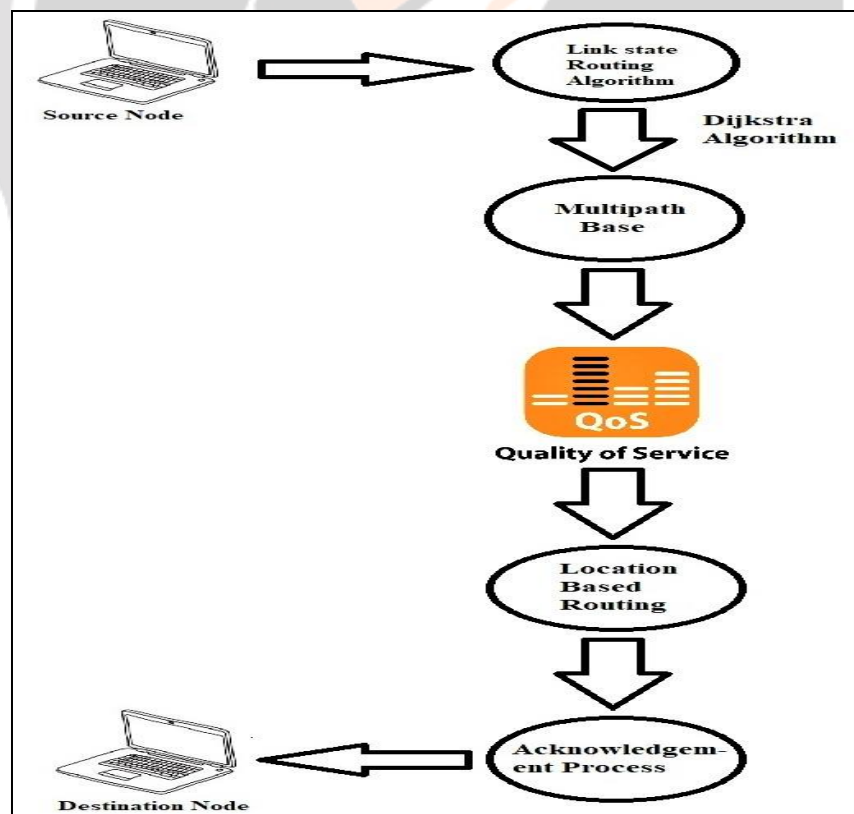 Source Node
Link state
Routing
Algorithm
Dijkstra
Algorithm
Multipath
Base
QoS
Quality of Service
Location
Based
Routing
Acknowledgem-
ent Process
Destination Node